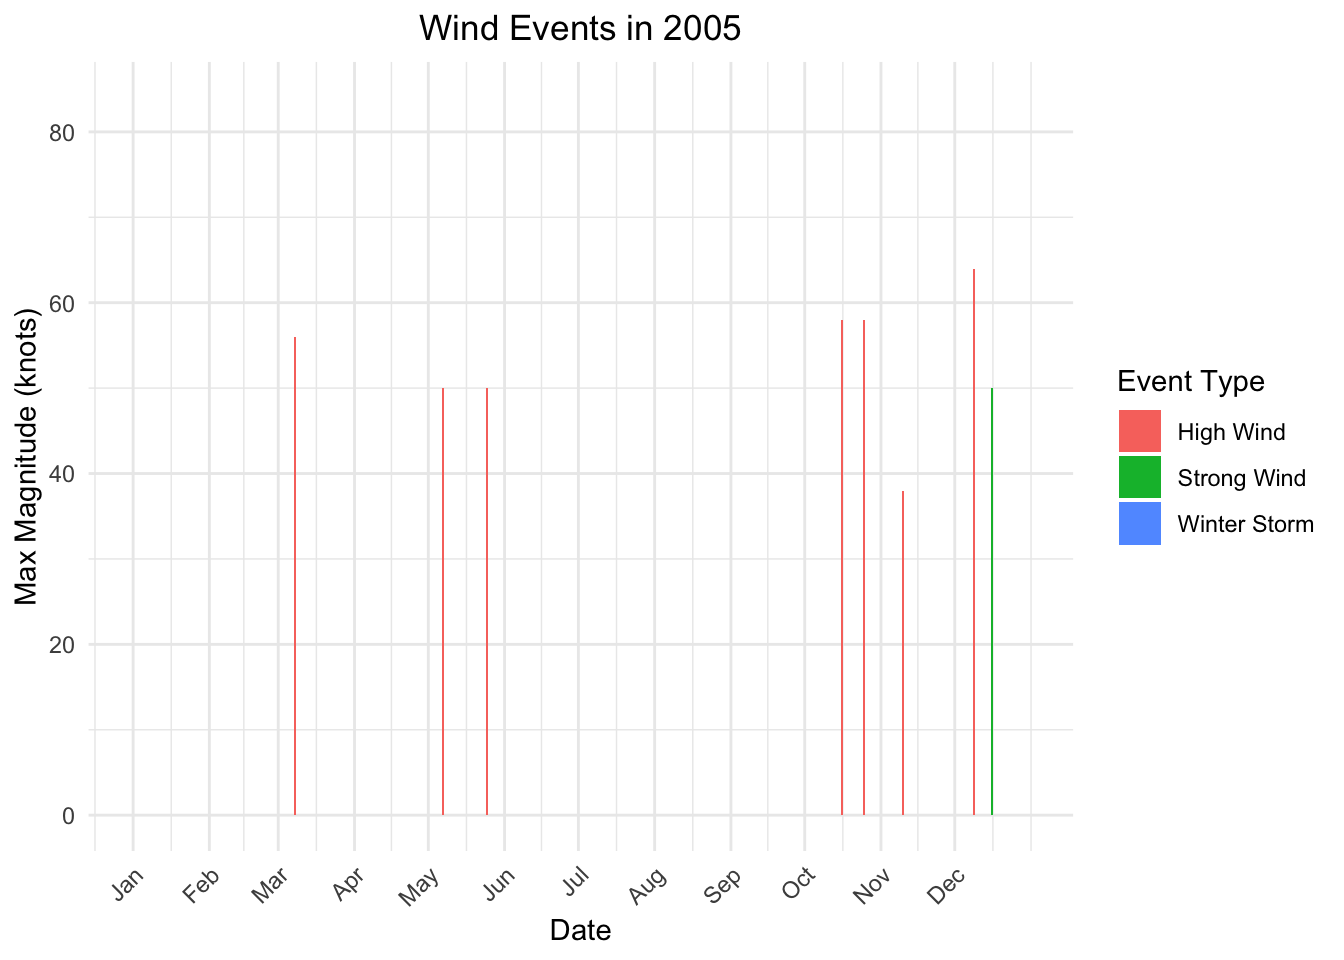 Wind Events in 2005
Max Magnitude (knots)
80
60
40
20
0
Jan
Feb
Mar
Apr
May
Jun
Jul
Aug
Sep
Oct
Nov
Dec
Date
Event Type
High Wind
Strong Wind
Winter Storm